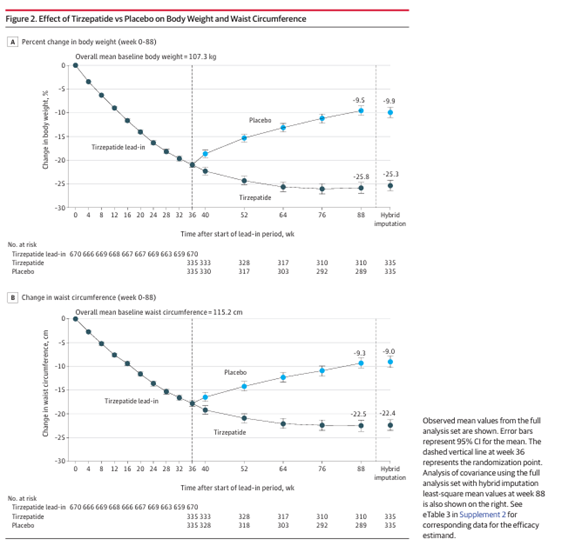 Figure 2. Effect of Tirzepatide vs Placebo on Body Weight and Waist Circumference
A Percent change in body weight (week 0-88)
Overall mean baseline body weight=107.3 kg
Change in body weight, %
0
-5
-10
-15
-20
-25
-30
Tirzepatide lead-in
Placebo
Tirzepatide
-9.5
-9.9
-25.8
-25.3
0 4 8 12 16 20 24 28 32 36 40 52 64 76 88 Hybrid
imputation
Time after start of lead-in period, wk
No. at risk
Tirzepatide lead-in 670 666 669 668 667 667 669 663 659 670
Tirzepatide 335 333 328 317 310 310 335
Placebo 335 330 317 303 292 289 335
B Change in waist circumference (week 0-88)
Overall mean baseline waist circumference=115.2 cm
Change in waist circumference, cm
0
-5
-10
-15
-20
-25
-30
Tirzepatide lead-in
Placebo
Tirzepatide
-9.3
-9.0
-22.5
-22.4
0 4 8 12 16 20 24 28 32 36 40 52 64 76 88 Hybrid
imputation
Time after start of lead-in period, wk
No. at risk
Tirzepatide lead-in 670 666 669 668 666 667 669 663 659 670
Tirzepatide 335 333 328 317 310 310 335
Placebo 335 328 318 303 292 289 335
Observed mean values from the full
analysis set are shown. Error bars
represent 95% CI for the mean. The
dashed vertical line at week 36
represents the randomization point.
Analysis of covariance using the full
analysis set with hybrid imputation
least-square mean values at week 88
is also shown on the right. See
eTable 3 in Supplement 2 for
corresponding data for the efficacy
estimand.